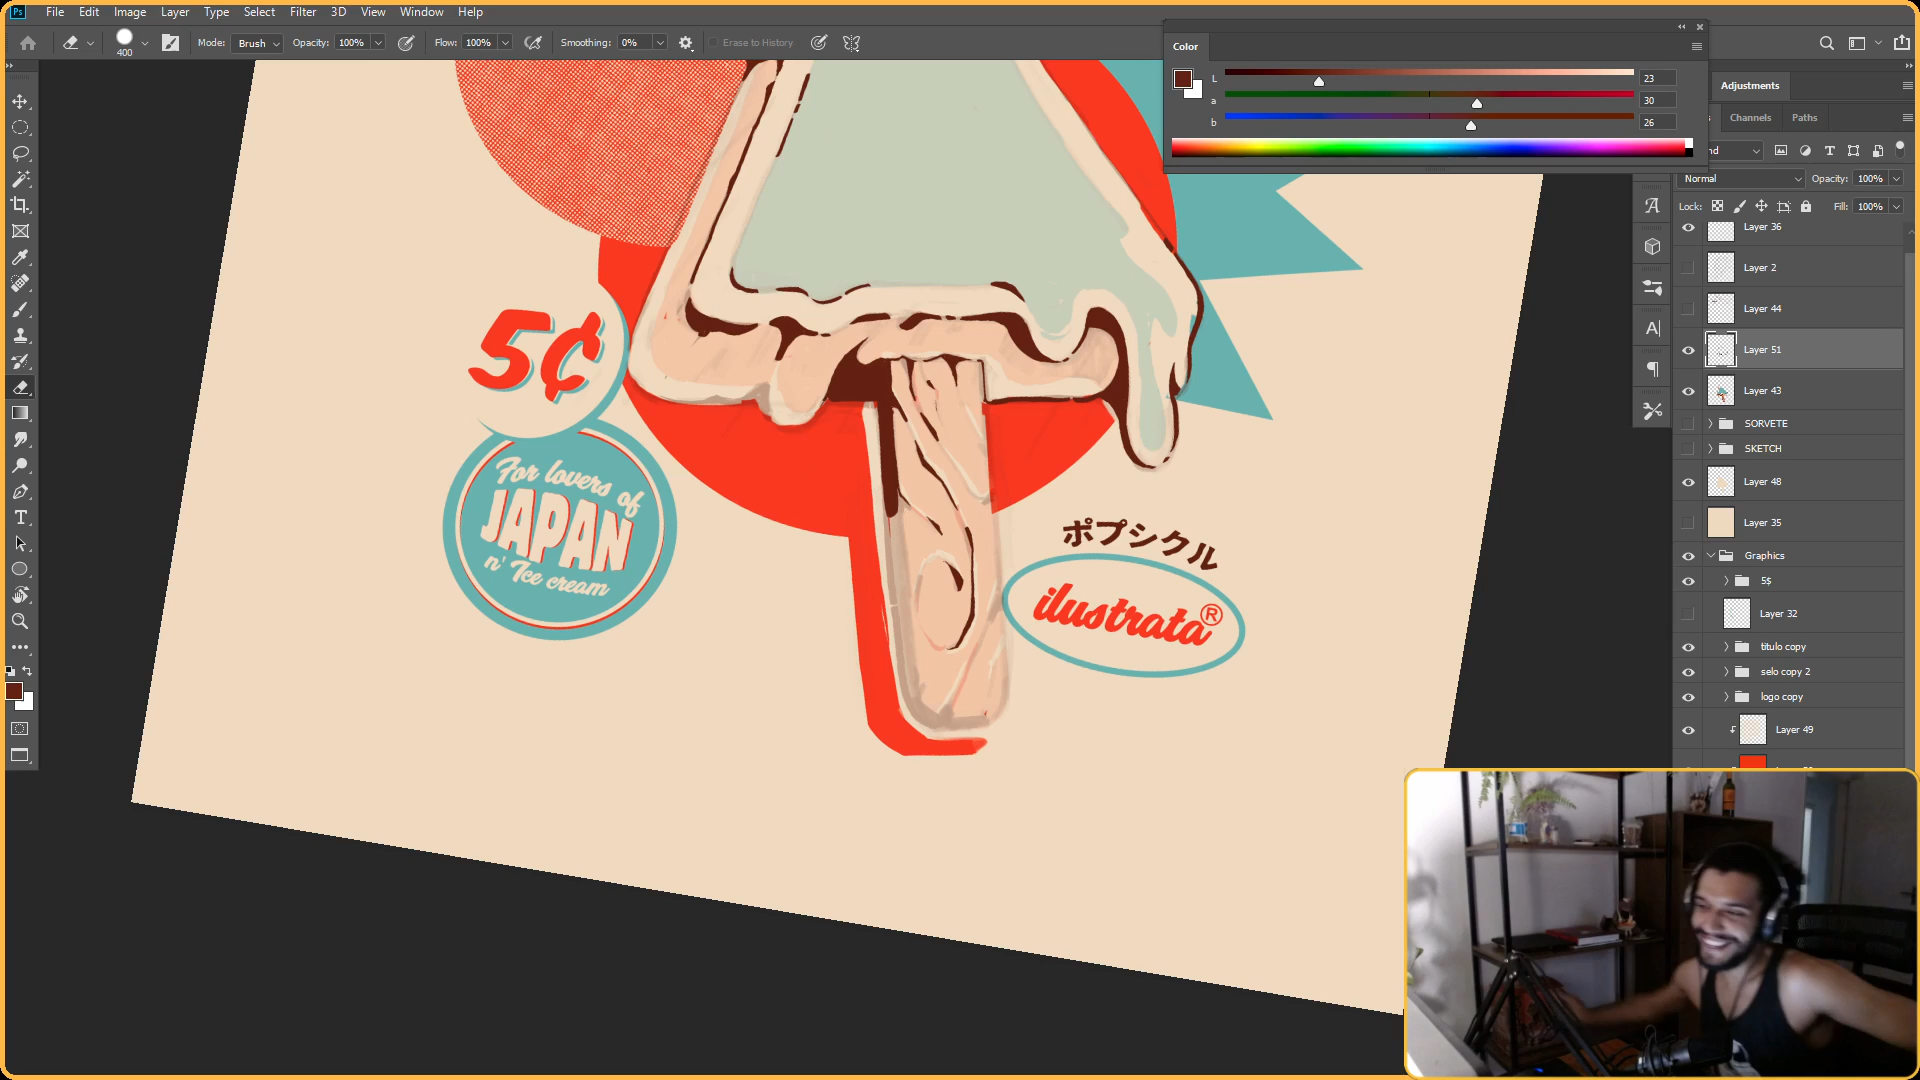 Ps File Edit Image Layer Type Select Filter 3D View Window Help
400 Mode: Brush Opacity: 100% Flow: 100% Smoothing: 0% Erase to History
Color
L 23
a 30
b 26
Adjustments
Channels Paths
Normal Opacity: 100%
Lock: Fill: 100%
Layer 36
Layer 2
Layer 44
Layer 51
Layer 43
SORVETE
SKETCH
Layer 48
Layer 35
Graphics
5$
Layer 32
titulo copy
selo copy 2
logo copy
Layer 49
5¢
For lovers of
JAPAN
n' Ice cream
ポプシクル
ilustrata®